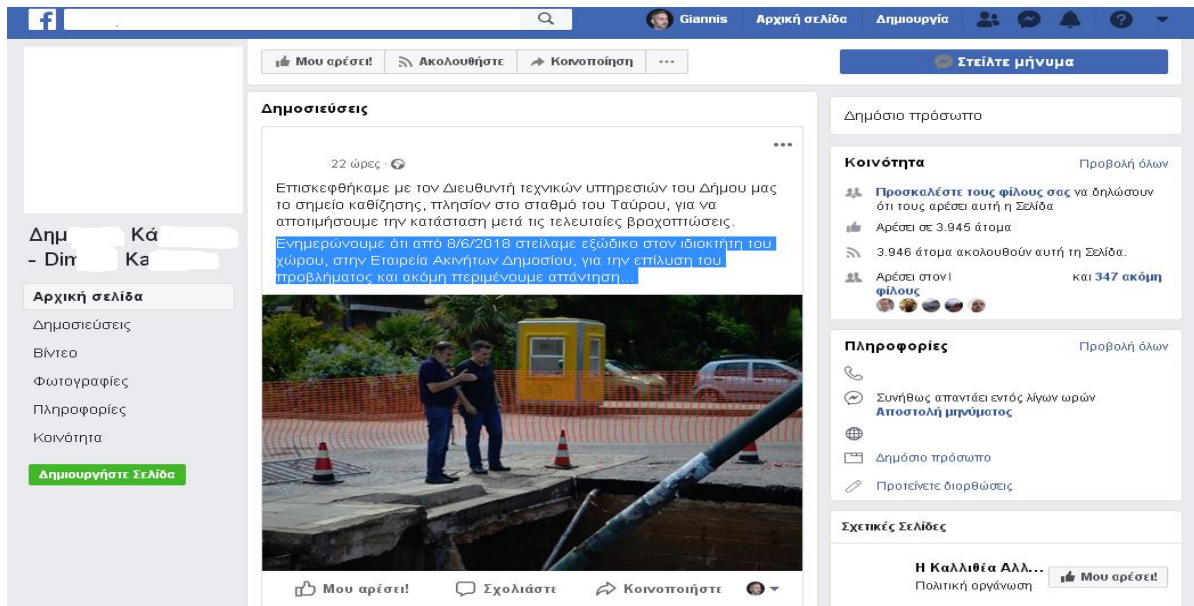 f
Giannis Αρχική σελίδα Δημιουργία
Μου αρέσει! Ακολουθήστε Κοινοποίηση ...
Στείλτε μήνυμα
Δημ Κά
- Dim Κα
Αρχική σελίδα
Δημοσιεύσεις
Βίντεο
Φωτογραφίες
Πληροφορίες
Κοινότητα
Δημιουργήστε Σελίδα
Δημοσιεύσεις
22 ώρες ·
Επισκεφθήκαμε με τον Διευθυντή τεχνικών υπηρεσιών του Δήμου μας
το σημείο καθίζησης, πλησίον στο σταθμό του Ταύρου, για να
αποτιμήσουμε την κατάσταση μετά τις τελευταίες βροχοπτώσεις.
Ενημερώνουμε ότι από 8/6/2018 στείλαμε εξώδικο στον ιδιοκτήτη του
χώρου, στην Εταιρεία Ακινήτων Δημοσίου, για την επίλυση του
προβλήματος και ακόμη περιμένουμε απάντηση...
Μου αρέσει! Σχολιάστε Κοινοποιήστε
Δημόσιο πρόσωπο
Κοινότητα Προβολή όλων
Προσκαλέστε τους φίλους σας να δηλώσουν
ότι τους αρέσει αυτή η Σελίδα
Αρέσει σε 3.945 άτομα
3.946 άτομα ακολουθούν αυτή τη Σελίδα.
Αρέσει στον και 347 ακόμη
φίλους
Πληροφορίες Προβολή όλων
Συνήθως απαντάει εντός λίγων ωρών
Αποστολή μηνύματος
Δημόσιο πρόσωπο
Προτείνετε διορθώσεις
Σχετικές Σελίδες
Η Καλλιθέα Αλλ...
Πολιτική οργάνωση
Μου αρέσει!